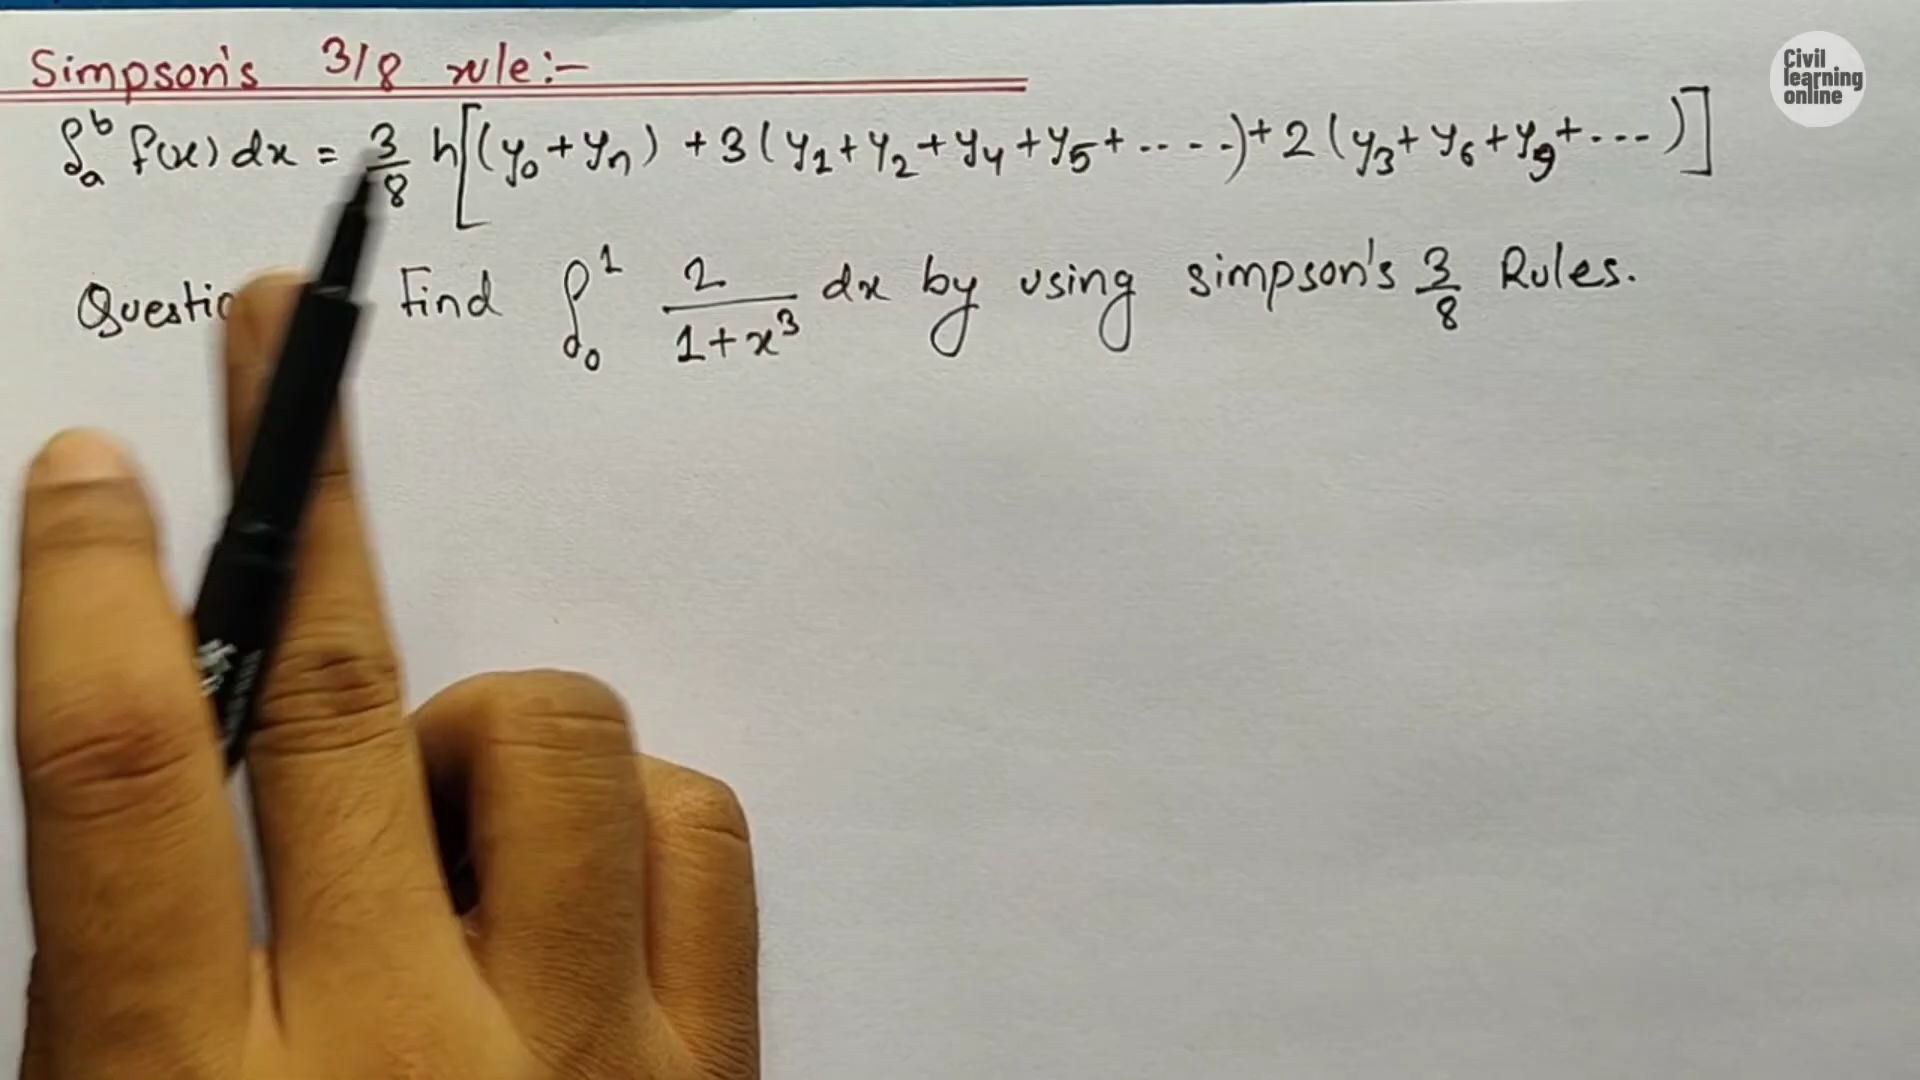 Simpson's 3/8 rule:-
∫ₐᵇ f(x) dx = 3/8 h[(y₀+yₙ) +3(y₁+y₂+y₄+y₅+.....)+2(y₃+y₆+y₉+...)]
Find ∫₀¹ 2/(1+x³) dx by using simpson's 3/8 Rules.
Civil
learning
online